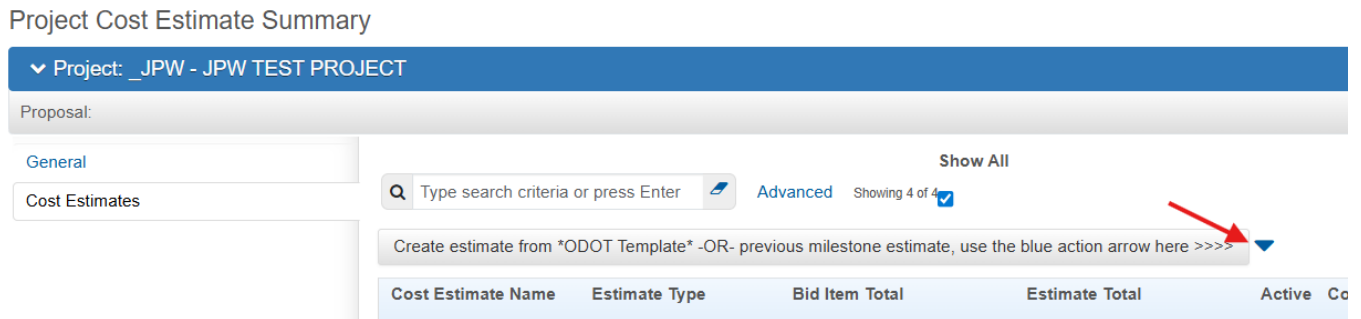 Project Cost Estimate Summary
Project: _JPW - JPW TEST PROJECT
Proposal:
General
Cost Estimates
Show All
Type search criteria or press Enter
Advanced
Showing 4 of 4
Create estimate from *ODOT Template* -OR- previous milestone estimate, use the blue action arrow here >>>>
Cost Estimate Name Estimate Type Bid Item Total Estimate Total Active Co